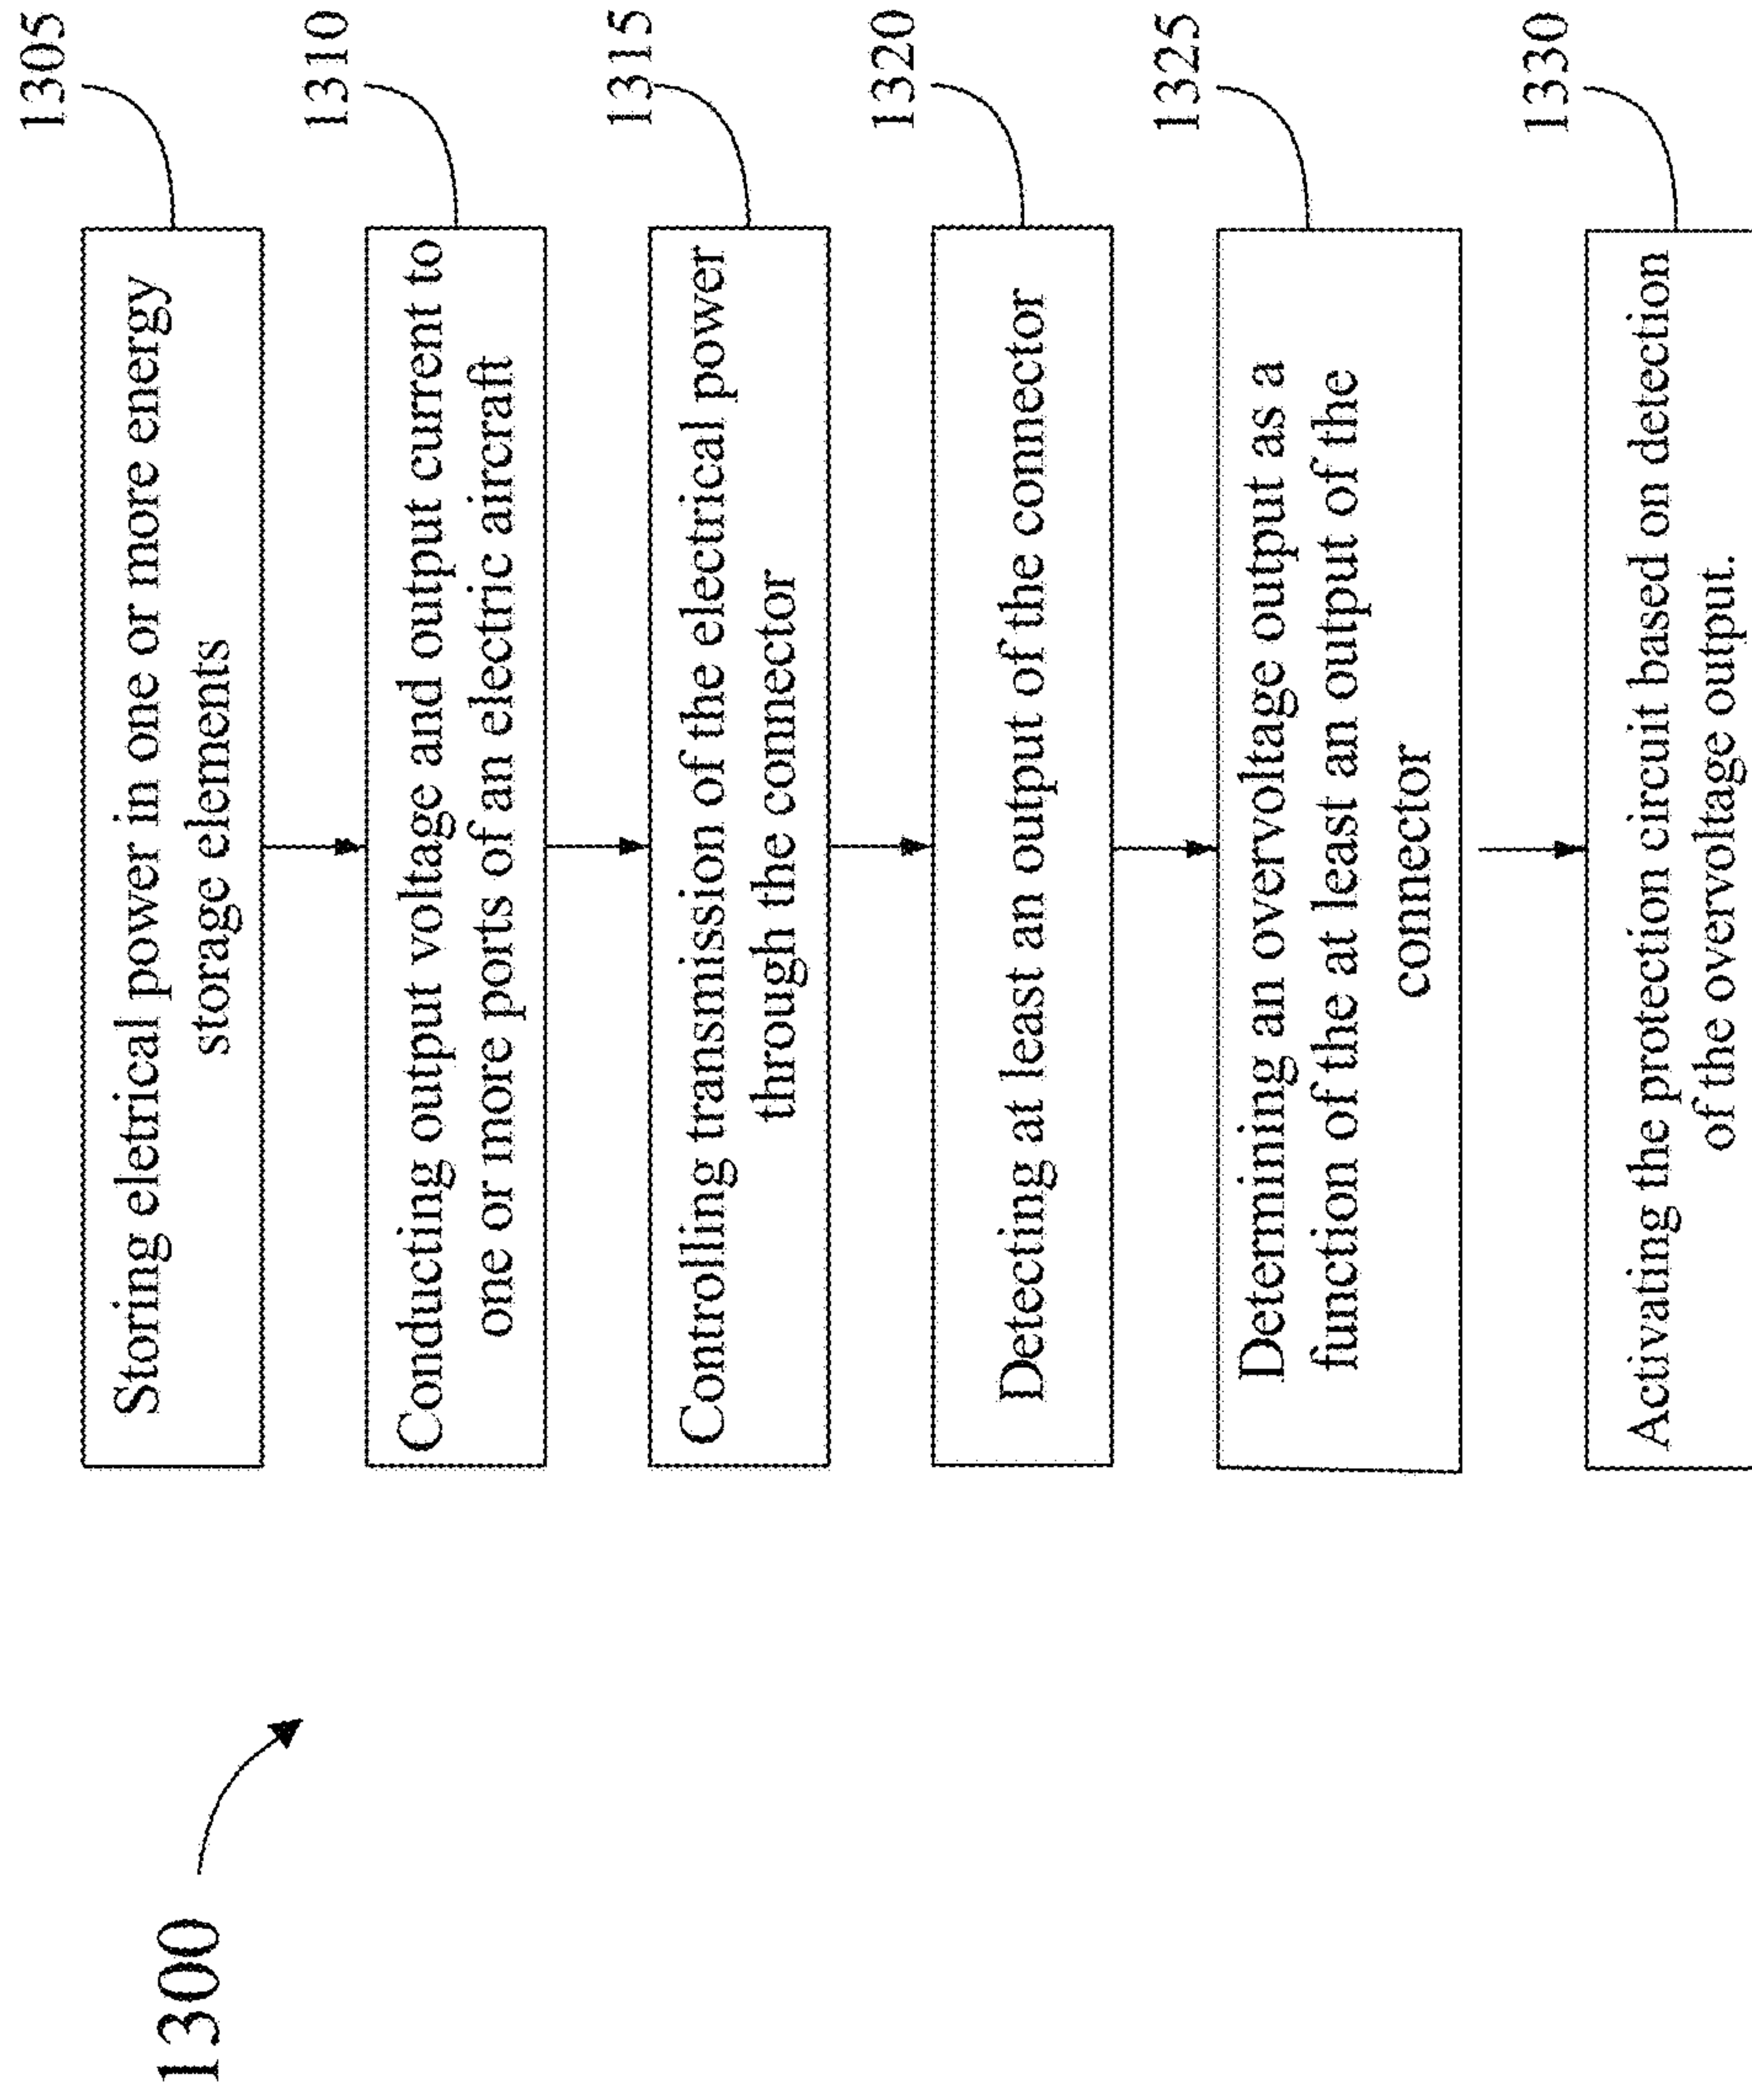 1300
Storing eletrical power in one or more energy
storage elements
1305
Conducting output voltage and output current to
one or more ports of an electric aircraft
1310
Controlling transmission of the electrical power
through the connector
1315
Detecting at least an output of the connector
1320
Determining an overvoltage output as a
function of the at least an output of the
connector
1325
Activating the protection circuit based on detection
of the overvoltage output.
1330